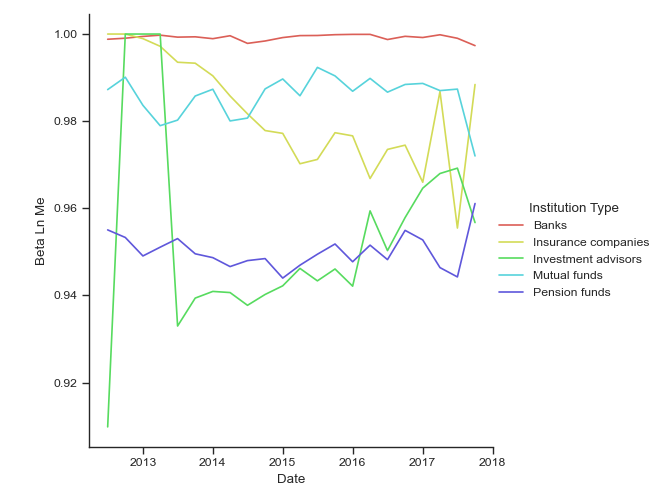 1.00
0.98
0.96
0.94
0.92
Beta Ln Me
2013 2014 2015 2016 2017 2018
Date
Institution Type
Banks
Insurance companies
Investment advisors
Mutual funds
Pension funds